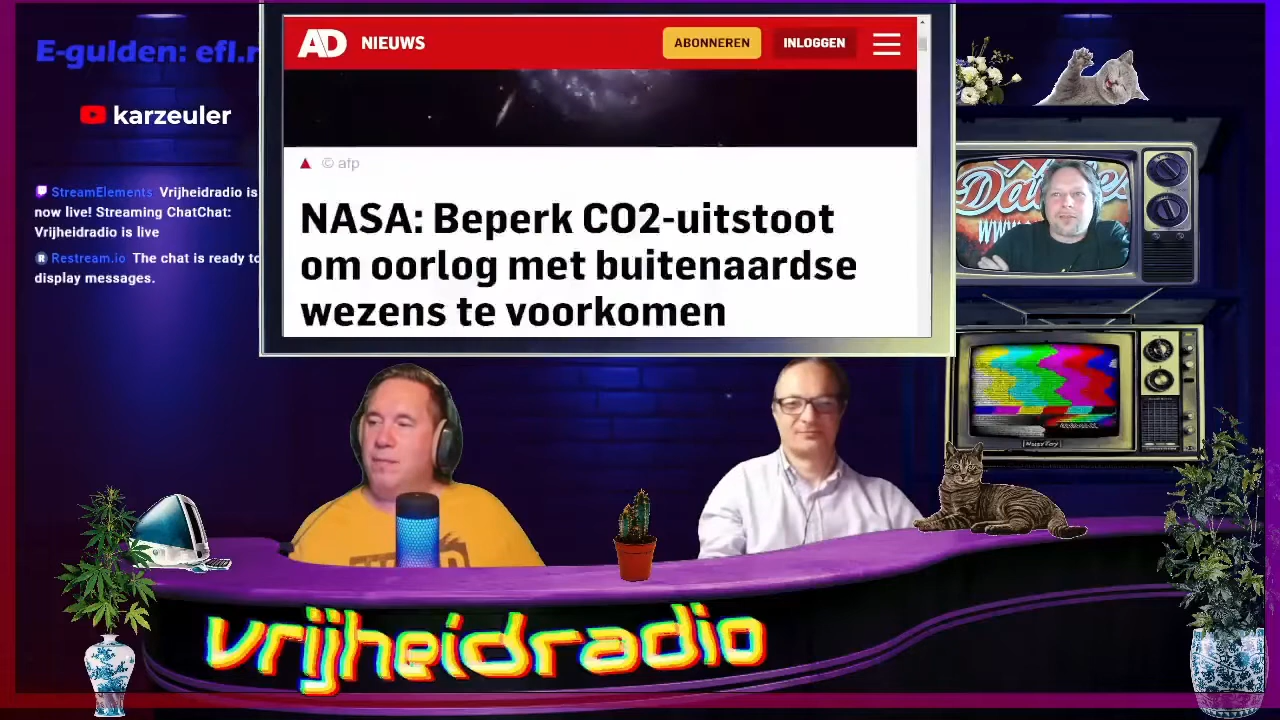 E-gulden: efl.r
karzeuler
StreamElements Vrijheidradio is
now live! Streaming ChatChat:
Vrijheidradio is live
Restream.io The chat is ready to
display messages.
AD NIEUWS
ABONNEREN
INLOGGEN
© afp
NASA: Beperk CO2-uitstoot
om oorlog met buitenaardse
wezens te voorkomen
vrijheidradio